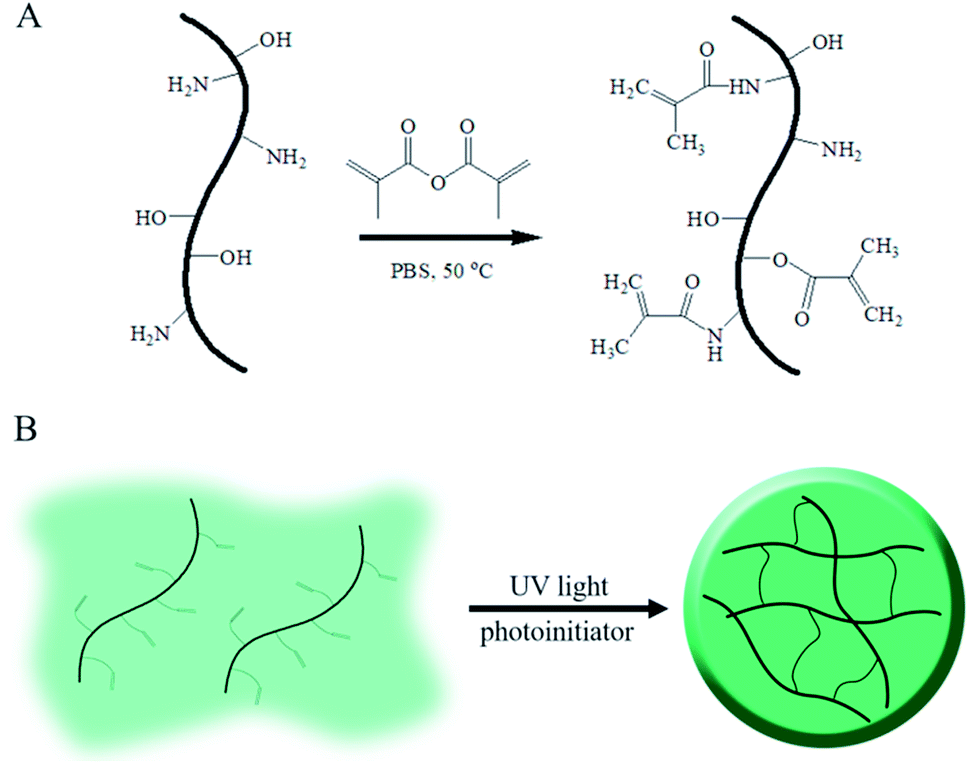 A
OH
H₂N
NH₂
HO
OH
H₂N
O O
O
PBS, 50 °C
O
H₂C
HN
CH₃
OH
NH₂
HO
O
CH₃
O
CH₂
H₂C
O
H₃C
N
H
B
UV light
photoinitiator